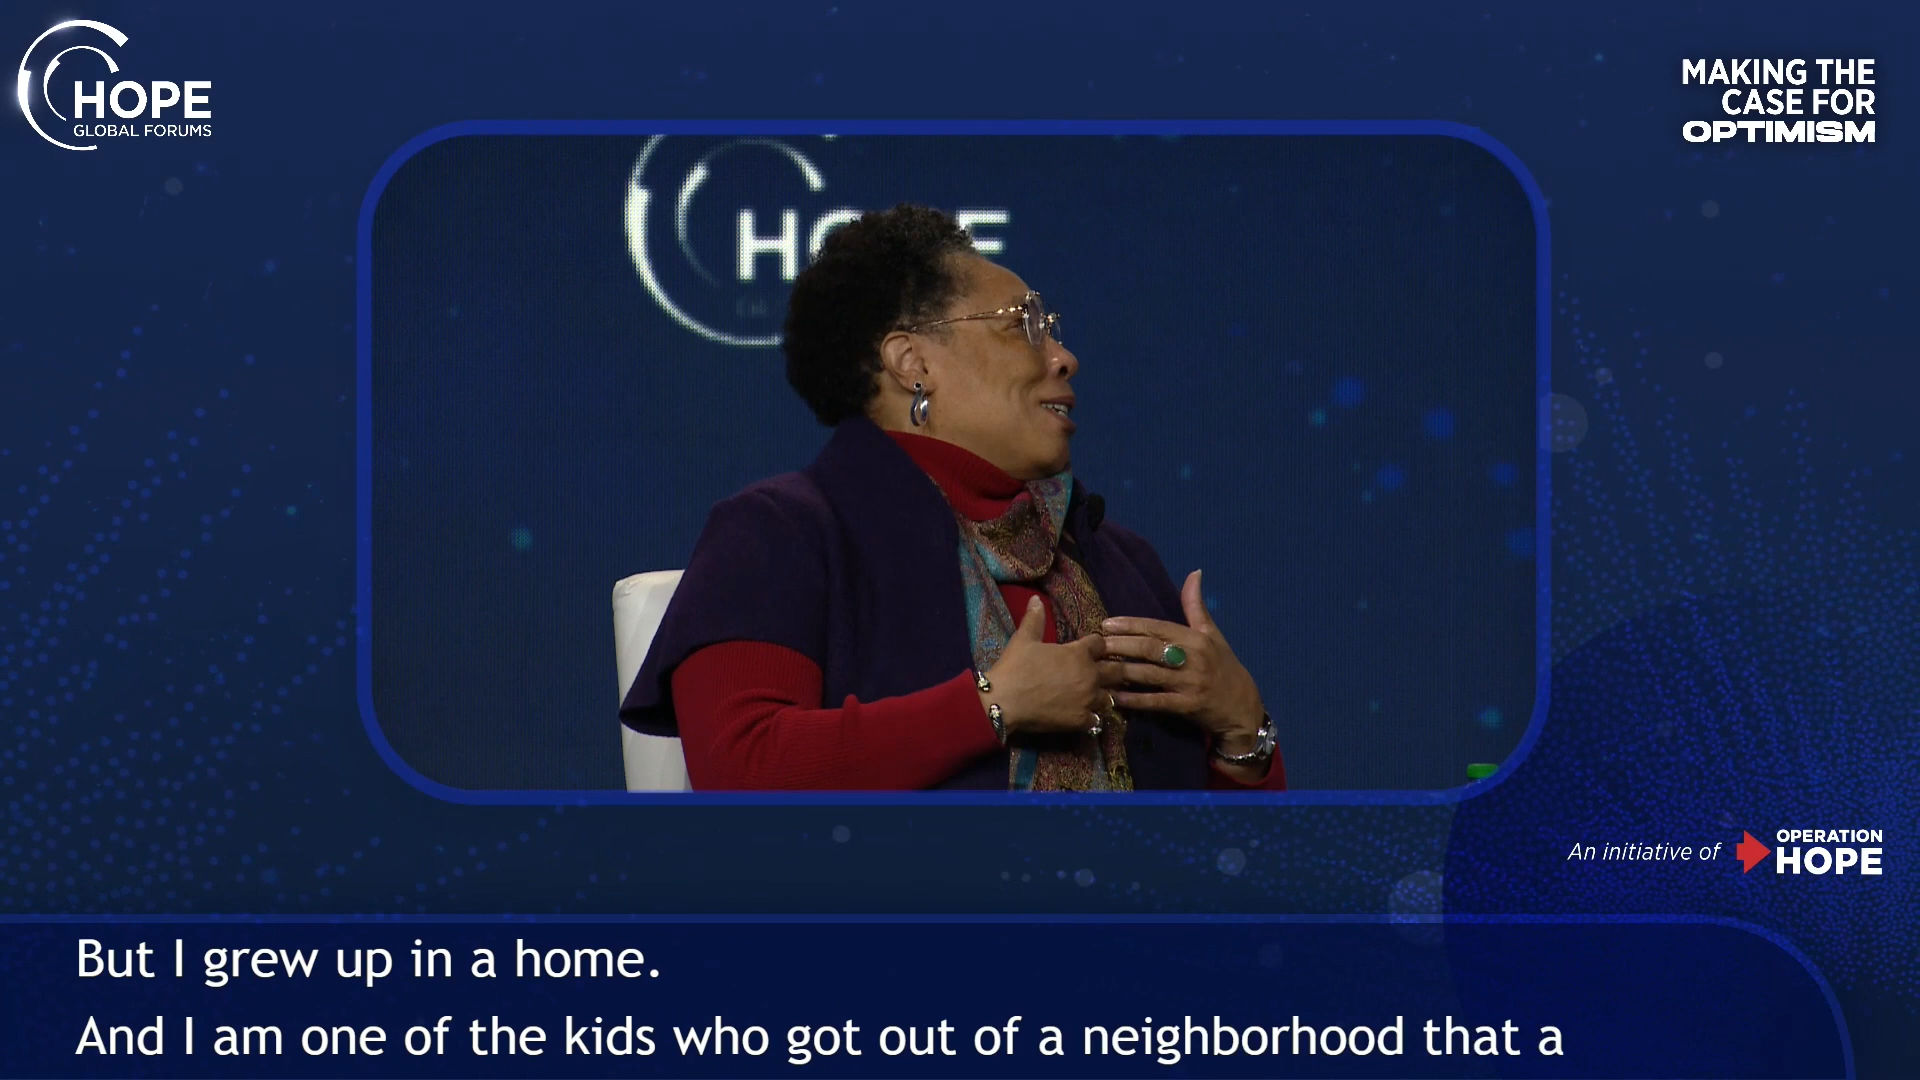 HOPE
GLOBAL FORUMS
MAKING THE
CASE FOR
OPTIMISM
HOPE
An initiative of
OPERATION
HOPE
But I grew up in a home.
And I am one of the kids who got out of a neighborhood that a